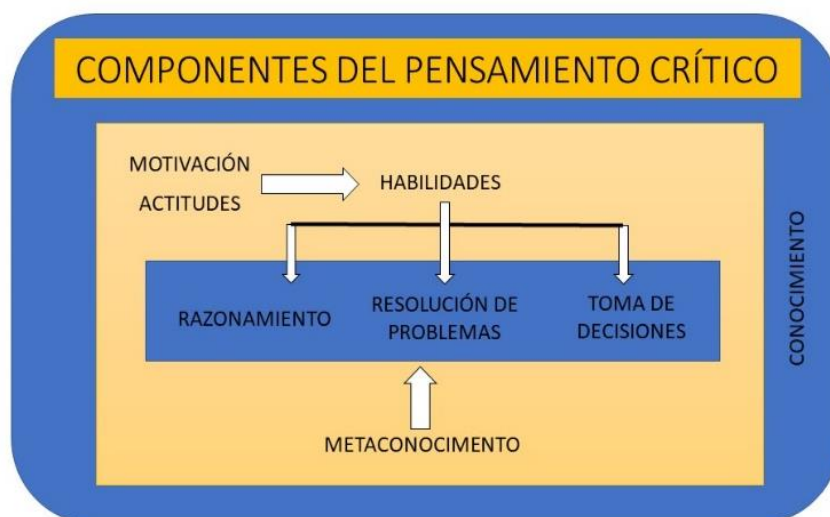 COMPONENTES DEL PENSAMIENTO CRÍTICO
MOTIVACIÓN
ACTITUDES
HABILIDADES
RAZONAMIENTO
RESOLUCIÓN DE
PROBLEMAS
TOMA DE
DECISIONES
METACONOCIMENTO
CONOCIMIENTO